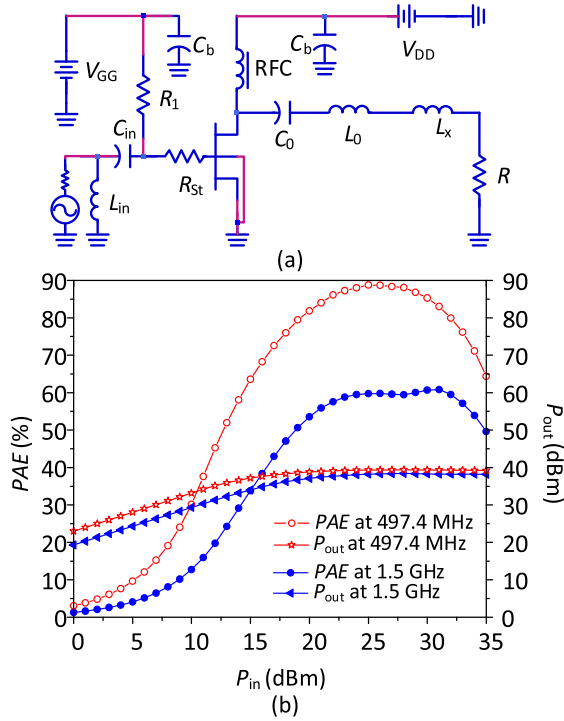 C_b
V_GG
R_1
C_in
L_in
R_St
RFC
C_b
V_DD
C_0
L_0
L_x
R
(a)
90
80
70
60
50
40
30
20
10
0
PAE (%)
90
80
70
60
50
40
30
20
10
0
P_out (dBm)
PAE at 497.4 MHz
P_out at 497.4 MHz
PAE at 1.5 GHz
P_out at 1.5 GHz
0 5 10 15 20 25 30 35
P_in (dBm)
(b)